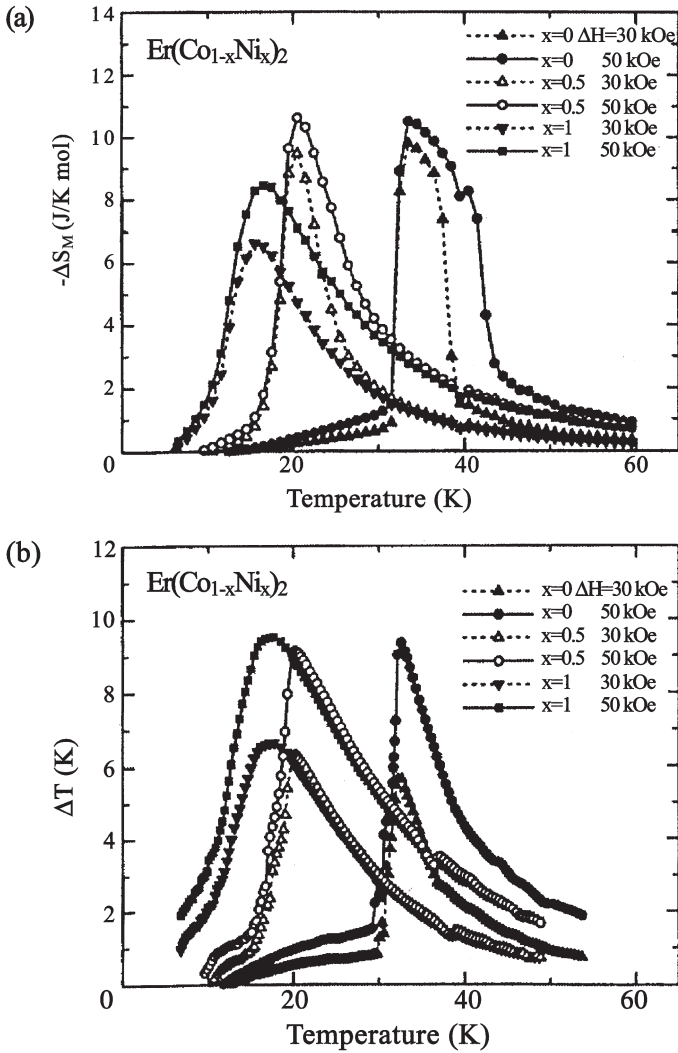 (a)
14
12
10
8
6
4
2
0
20
40
60
-ΔS_M (J/K mol)
Temperature (K)
Er(Co₁₋ₓNiₓ)₂
x=0 ΔH=30 kOe
x=0 50 kOe
x=0.5 30 kOe
x=0.5 50 kOe
x=1 30 kOe
x=1 50 kOe
(b)
12
10
8
6
4
2
0
0
20
40
60
ΔT (K)
Temperature (K)
Er(Co₁₋ₓNiₓ)₂
x=0 ΔH=30 kOe
x=0 50 kOe
x=0.5 30 kOe
x=0.5 50 kOe
x=1 30 kOe
x=1 50 kOe